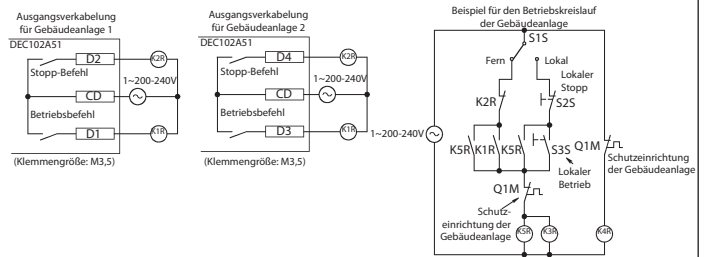 Ausgangsverkabelung
für Gebäudeanlage 1
DEC102A51
D2
K2R
Stopp-Befehl
1~200-240V
CD
Betriebsbefehl
D1
K1R
(Klemmengröße: M3,5)
Ausgangsverkabelung
für Gebäudeanlage 2
DEC102A51
D4
K2R
Stopp-Befehl
1~200-240V
CD
Betriebsbefehl
D3
K1R
(Klemmengröße: M3,5)
Beispiel für den Betriebskreislauf
der Gebäudeanlage
S1S
Fern
Lokal
Lokaler
Stopp
K2R
S2S
1~200-240V
K5R
K1R
K5R
S3S
Q1M
Lokaler
Betrieb
Schutzeinrichtung
der Gebäudeanlage
Q1M
Schutz-
einrichtung der
Gebäudeanlage
K5R
K3R
K4R